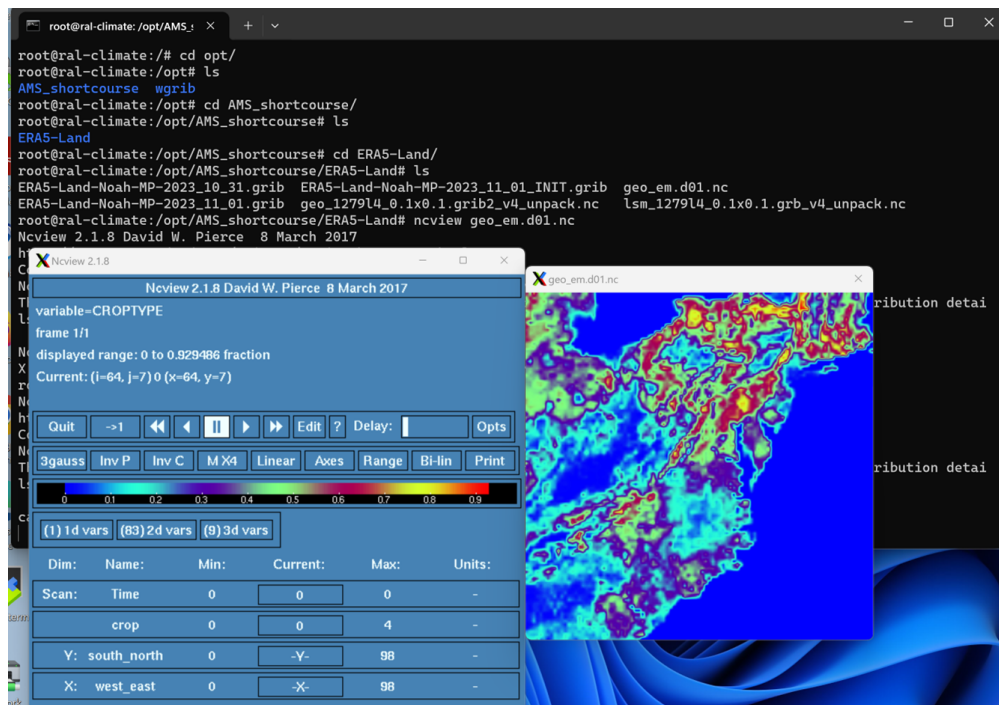 root@ral-climate: /opt/AMS_s
root@ral-climate:/# cd opt/
root@ral-climate:/opt# ls
AMS_shortcourse  wgrib
root@ral-climate:/opt# cd AMS_shortcourse/
root@ral-climate:/opt/AMS_shortcourse# ls
ERA5-Land
root@ral-climate:/opt/AMS_shortcourse# cd ERA5-Land/
root@ral-climate:/opt/AMS_shortcourse/ERA5-Land# ls
ERA5-Land-Noah-MP-2023_10_31.grib  ERA5-Land-Noah-MP-2023_11_01_INIT.grib  geo_em.d01.nc
ERA5-Land-Noah-MP-2023_11_01.grib  geo_1279l4_0.1x0.1.grib2_v4_unpack.nc  lsm_1279l4_0.1x0.1.grb_v4_unpack.nc
root@ral-climate:/opt/AMS_shortcourse/ERA5-Land# ncview geo_em.d01.nc
Ncview 2.1.8 David W. Pierce  8 March 2017
Ncview 2.1.8
Ncview 2.1.8 David W. Pierce 8 March 2017
variable=CROPTYPE
frame 1/1
displayed range: 0 to 0.929486 fraction
Current: (i=64, j=7) 0 (x=64, y=7)
Quit ->1 Edit ? Delay: Opts
3gauss Inv P Inv C M X4 Linear Axes Range Bi-lin Print
0 0.1 0.2 0.3 0.4 0.5 0.6 0.7 0.8 0.9
(1) 1d vars (83) 2d vars (9) 3d vars
Dim: Name: Min: Current: Max: Units:
Scan: Time 0 0 0 -
crop 0 0 4 -
Y: south_north 0 -Y- 98 -
X: west_east 0 -X- 98 -
geo_em.d01.nc
ribution detai
ribution detai